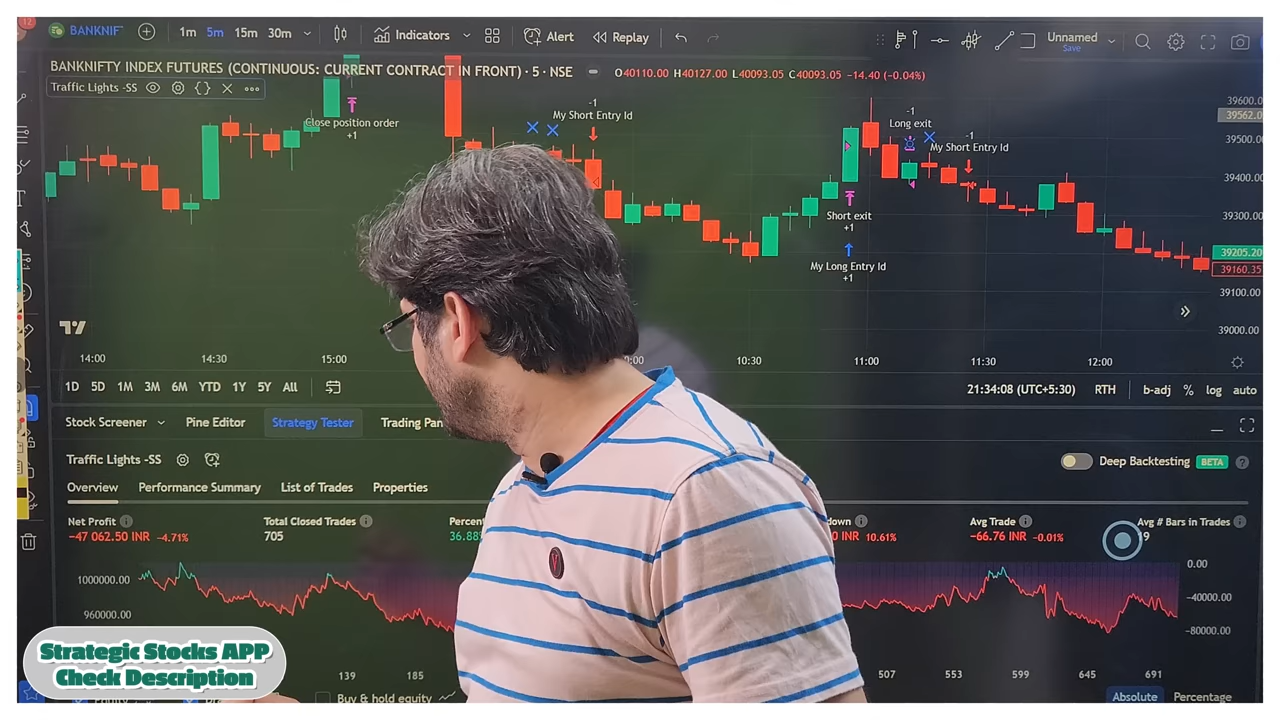 12
BANKNIF
1m 5m 15m 30m
Indicators
Alert
Replay
Unnamed
Save
BANKNIFTY INDEX FUTURES (CONTINUOUS: CURRENT CONTRACT IN FRONT) · 5 · NSE
O40110.00 H40127.00 L40093.05 C40093.05 −14.40 (−0.04%)
Traffic Lights -SS
Close position order
+1
-1
My Short Entry Id
-1
Long exit
-1
My Short Entry Id
Short exit
+1
My Long Entry Id
+1
39600.
39562.0
39500.
39400.
39300.
39205.20
39160.35
39100.00
39000.00
14:00 14:30 15:00 10:30 11:00 11:30 12:00
1D 5D 1M 3M 6M YTD 1Y 5Y All
21:34:08 (UTC+5:30) RTH b-adj % log auto
Stock Screener Pine Editor Strategy Tester Trading Pan
Traffic Lights -SS
Deep Backtesting BETA
Overview Performance Summary List of Trades Properties
Net Profit Total Closed Trades Percent down Avg Trade Avg # Bars in Trades
−47 062.50 INR −4.71% 705 36.88 10.61% −66.76 INR −0.01% 9
1000000.00
960000.00
0.00
−40000.00
−80000.00
139 185 507 553 599 645 691
Buy & hold equity
Absolute Percentage
Strategic Stocks APP
Check Description